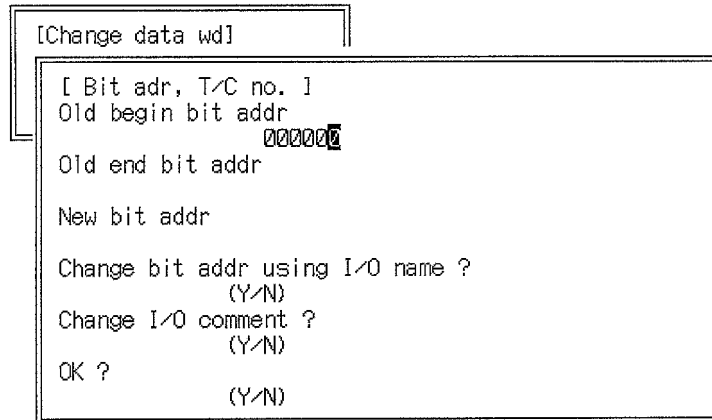 [Change data wd]
[ Bit adr, T/C no. ]
Old begin bit addr
000000
Old end bit addr
New bit addr
Change bit addr using I/O name ?
(Y/N)
Change I/O comment ?
(Y/N)
OK ?
(Y/N)